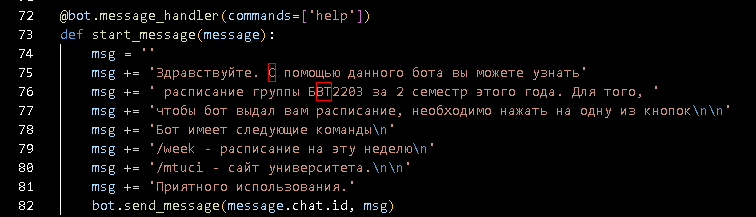 72 @bot.message_handler(commands=['help'])
73 def start_message(message):
74     msg = ''
75     msg += 'Здравствуйте. С помощью данного бота вы можете узнать'
76     msg += ' расписание группы БВТ2203 за 2 семестр этого года. Для того, '
77     msg += 'чтобы бот выдал вам расписание, необходимо нажать на одну из кнопок\n\n'
78     msg += 'Бот имеет следующие команды\n'
79     msg += '/week - расписание на эту неделю\n'
80     msg += '/mtuci - сайт университета.\n\n'
81     msg += 'Приятного использования.'
82     bot.send_message(message.chat.id, msg)